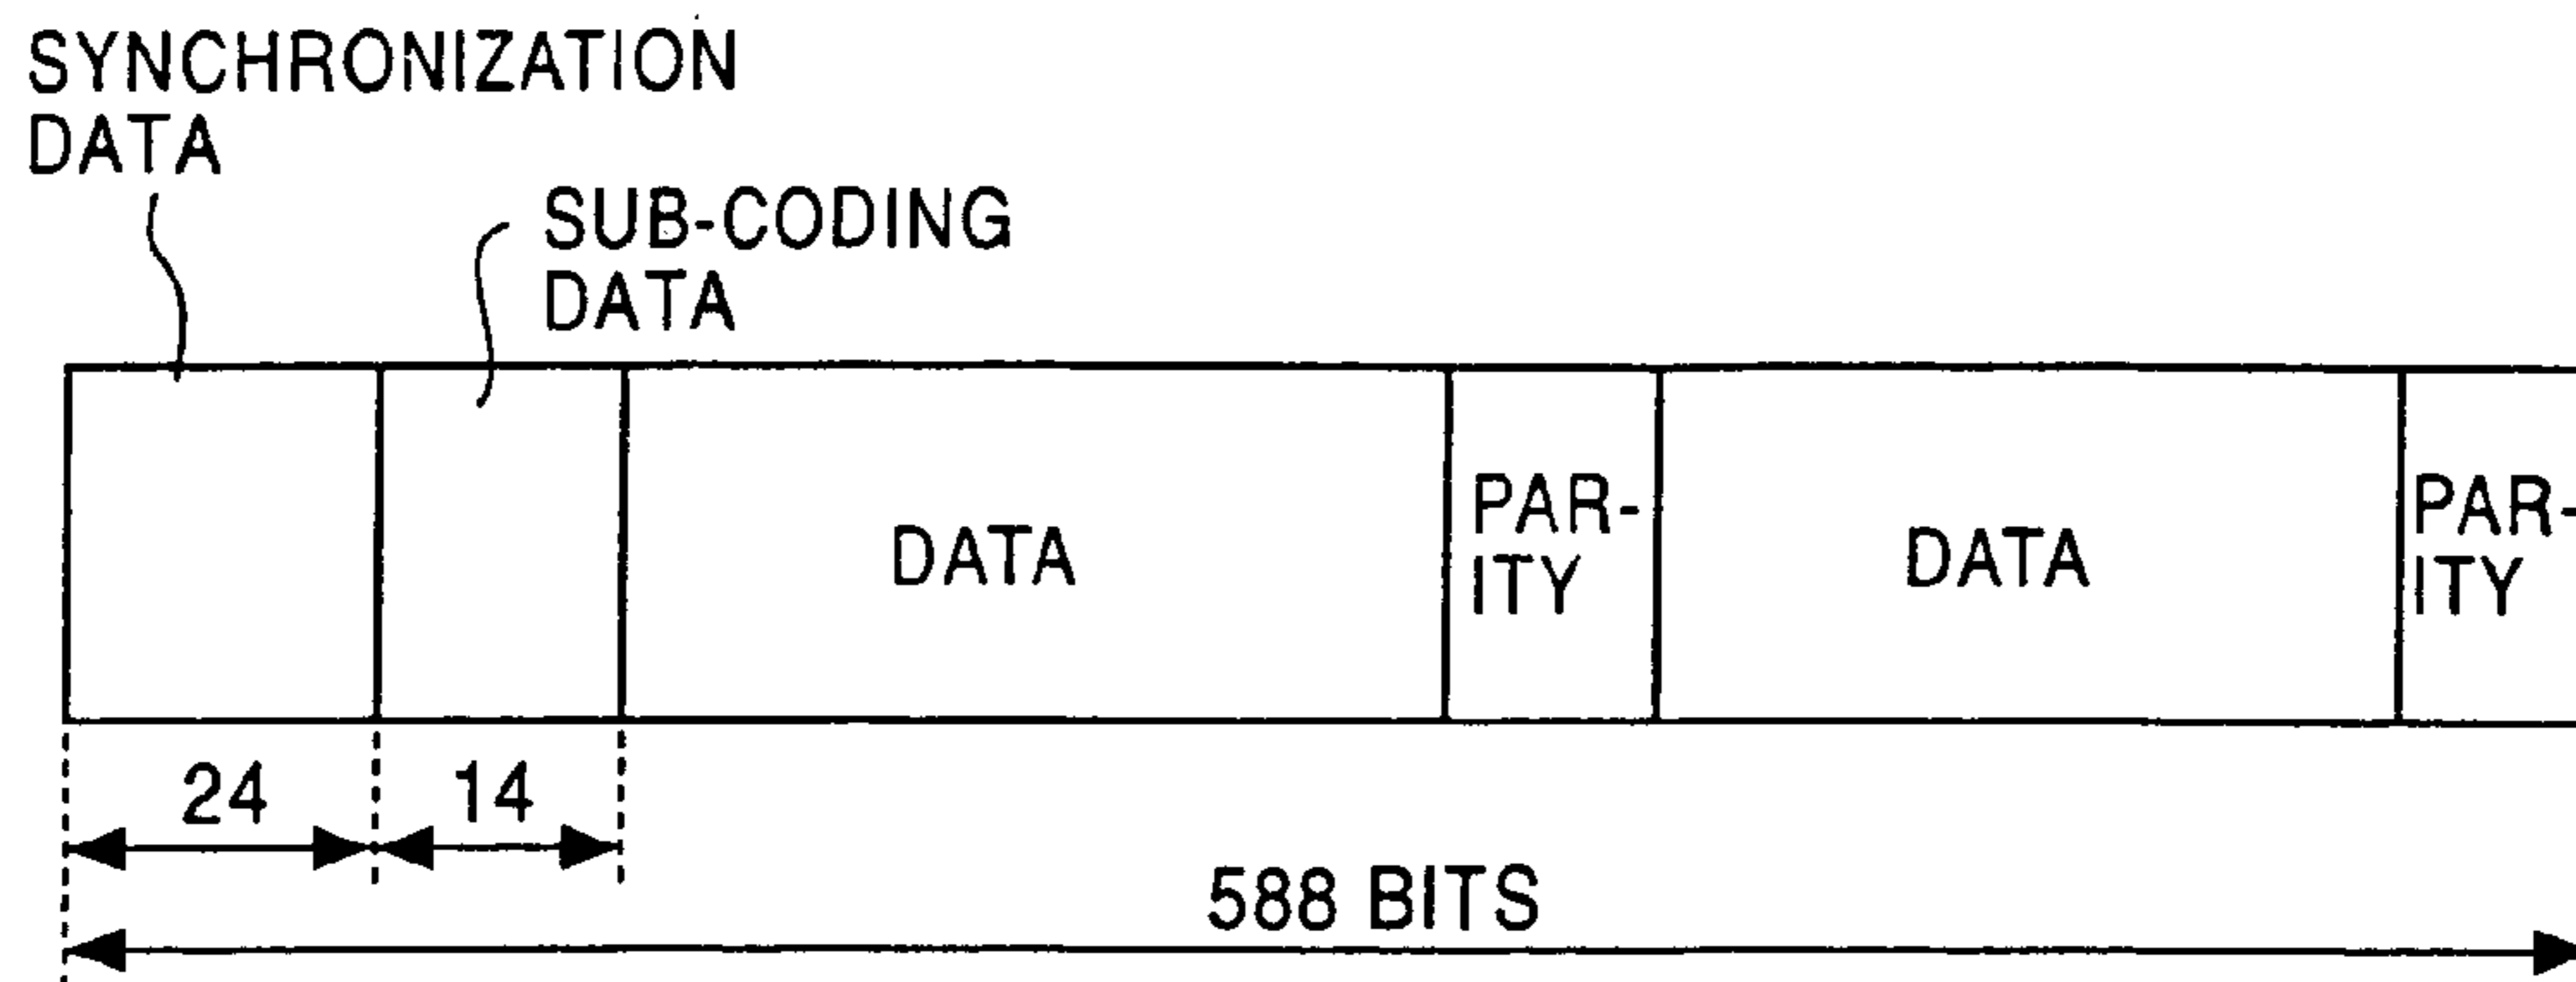 SYNCHRONIZATION
DATA
SUB-CODING
DATA
DATA
PAR-
ITY
DATA
PAR-
ITY
24
14
588 BITS